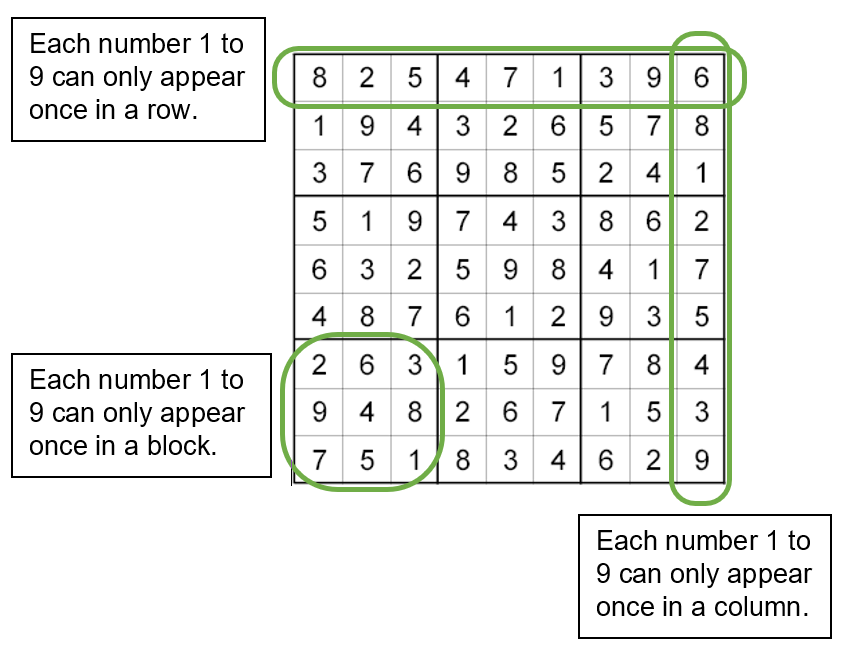 Each number 1 to
9 can only appear
once in a row.
8 2 5 4 7 1 3 9 6
1 9 4 3 2 6 5 7 8
3 7 6 9 8 5 2 4 1
5 1 9 7 4 3 8 6 2
6 3 2 5 9 8 4 1 7
4 8 7 6 1 2 9 3 5
2 6 3 1 5 9 7 8 4
9 4 8 2 6 7 1 5 3
7 5 1 8 3 4 6 2 9
Each number 1 to
9 can only appear
once in a block.
Each number 1 to
9 can only appear
once in a column.